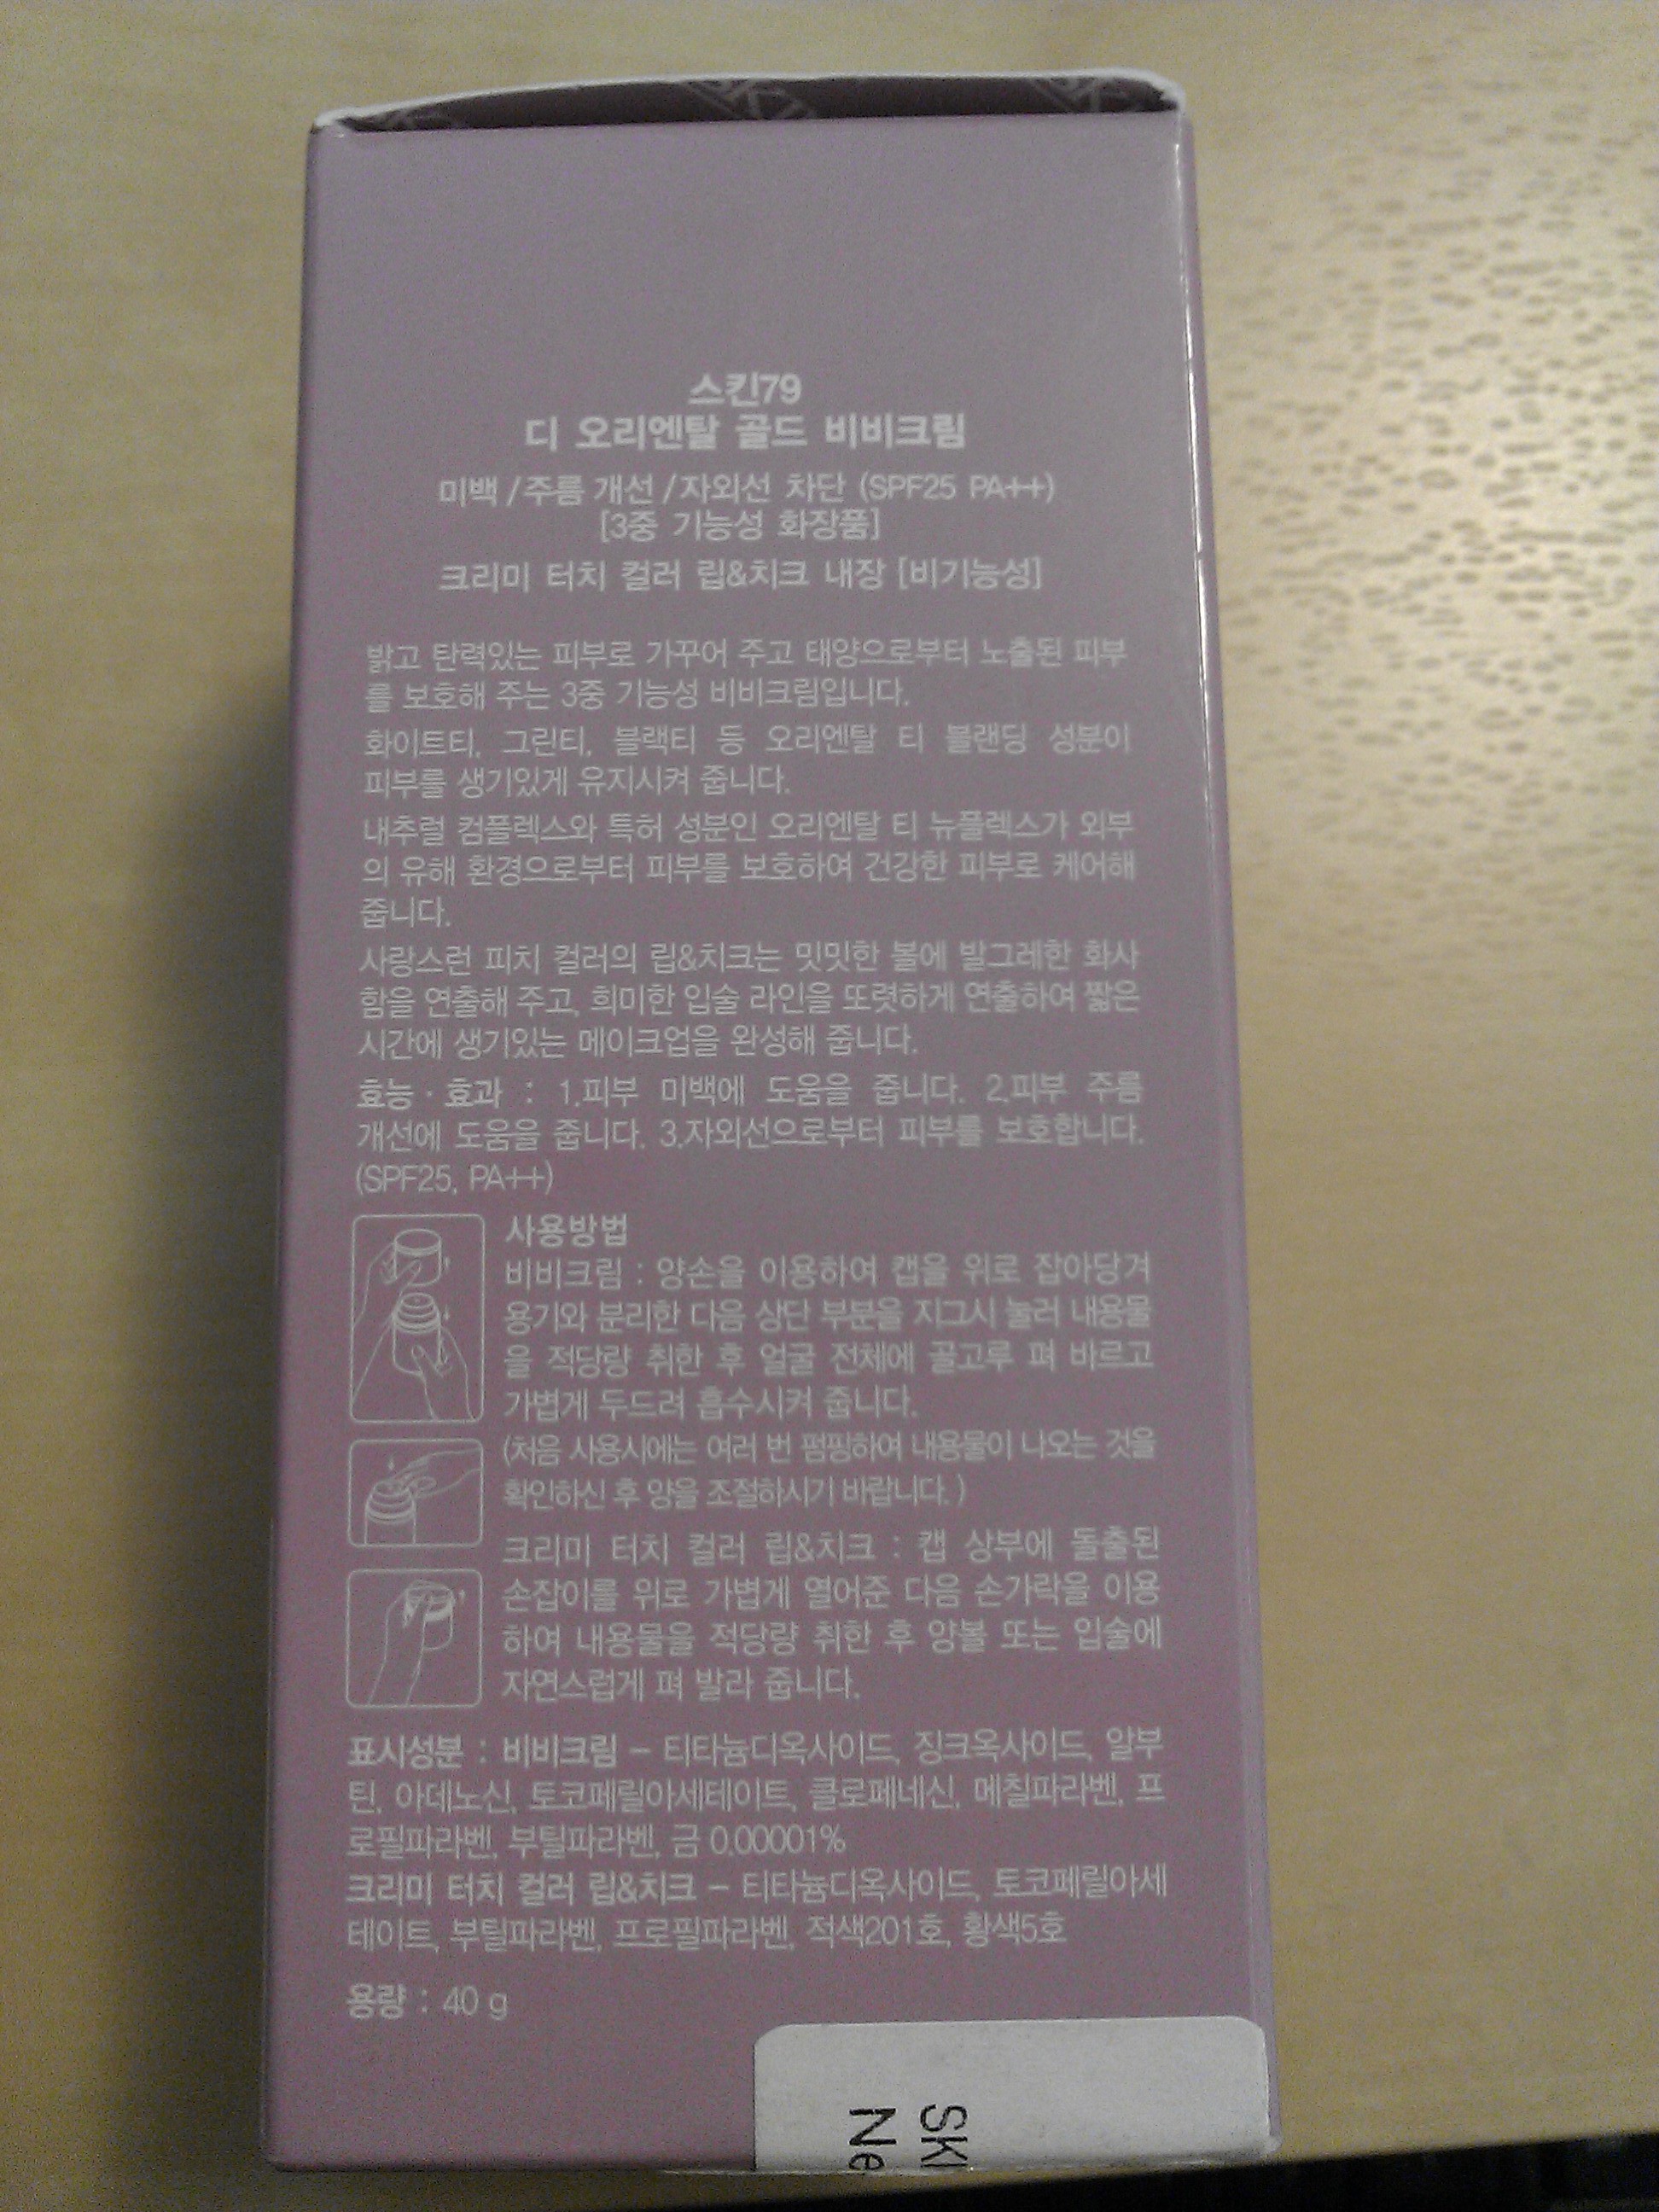 스킨79
디 오리엔탈 골드 비비크림
미백/주름 개선/자외선 차단 (SPF25 PA++)
[3중 기능성 화장품]
크리미 터치 컬러 립&치크 내장 [비기능성]
밝고 탄력있는 피부로 가꾸어 주고 태양으로부터 노출된 피부
를 보호해 주는 3중 기능성 비비크림입니다.
화이트티, 그린티, 블랙티 등 오리엔탈 티 블랜딩 성분이
피부를 생기있게 유지시켜 줍니다.
내추럴 컴플렉스와 특허 성분인 오리엔탈 티 뉴플렉스가 외부
의 유해 환경으로부터 피부를 보호하여 건강한 피부로 케어해
줍니다.
사랑스런 피치 컬러의 립&치크는 밋밋한 볼에 발그레한 화사
함을 연출해 주고, 희미한 입술 라인을 또렷하게 연출하여 짧은
시간에 생기있는 메이크업을 완성해 줍니다.
효능·효과 : 1.피부 미백에 도움을 줍니다. 2.피부 주름
개선에 도움을 줍니다. 3.자외선으로부터 피부를 보호합니다.
(SPF25, PA++)
사용방법
비비크림 : 양손을 이용하여 캡을 위로 잡아당겨
용기와 분리한 다음 상단 부분을 지그시 눌러 내용물
을 적당량 취한 후 얼굴 전체에 골고루 펴 바르고
가볍게 두드려 흡수시켜 줍니다.
(처음 사용시에는 여러 번 펌핑하여 내용물이 나오는 것을
확인하신 후 양을 조절하시기 바랍니다.)
크리미 터치 컬러 립&치크 : 캡 상부에 돌출된
손잡이를 위로 가볍게 열어준 다음 손가락을 이용
하여 내용물을 적당량 취한 후 양볼 또는 입술에
자연스럽게 펴 발라 줍니다.
표시성분 : 비비크림 – 티타늄디옥사이드, 징크옥사이드, 알부
틴, 아데노신, 토코페릴아세테이트, 클로페네신, 메칠파라벤, 프
로필파라벤, 부틸파라벤, 금 0.00001%
크리미 터치 컬러 립&치크 – 티타늄디옥사이드, 토코페릴아세
테이트, 부틸파라벤, 프로필파라벤, 적색201호, 황색5호
용량 : 40 g
SKI
Ne